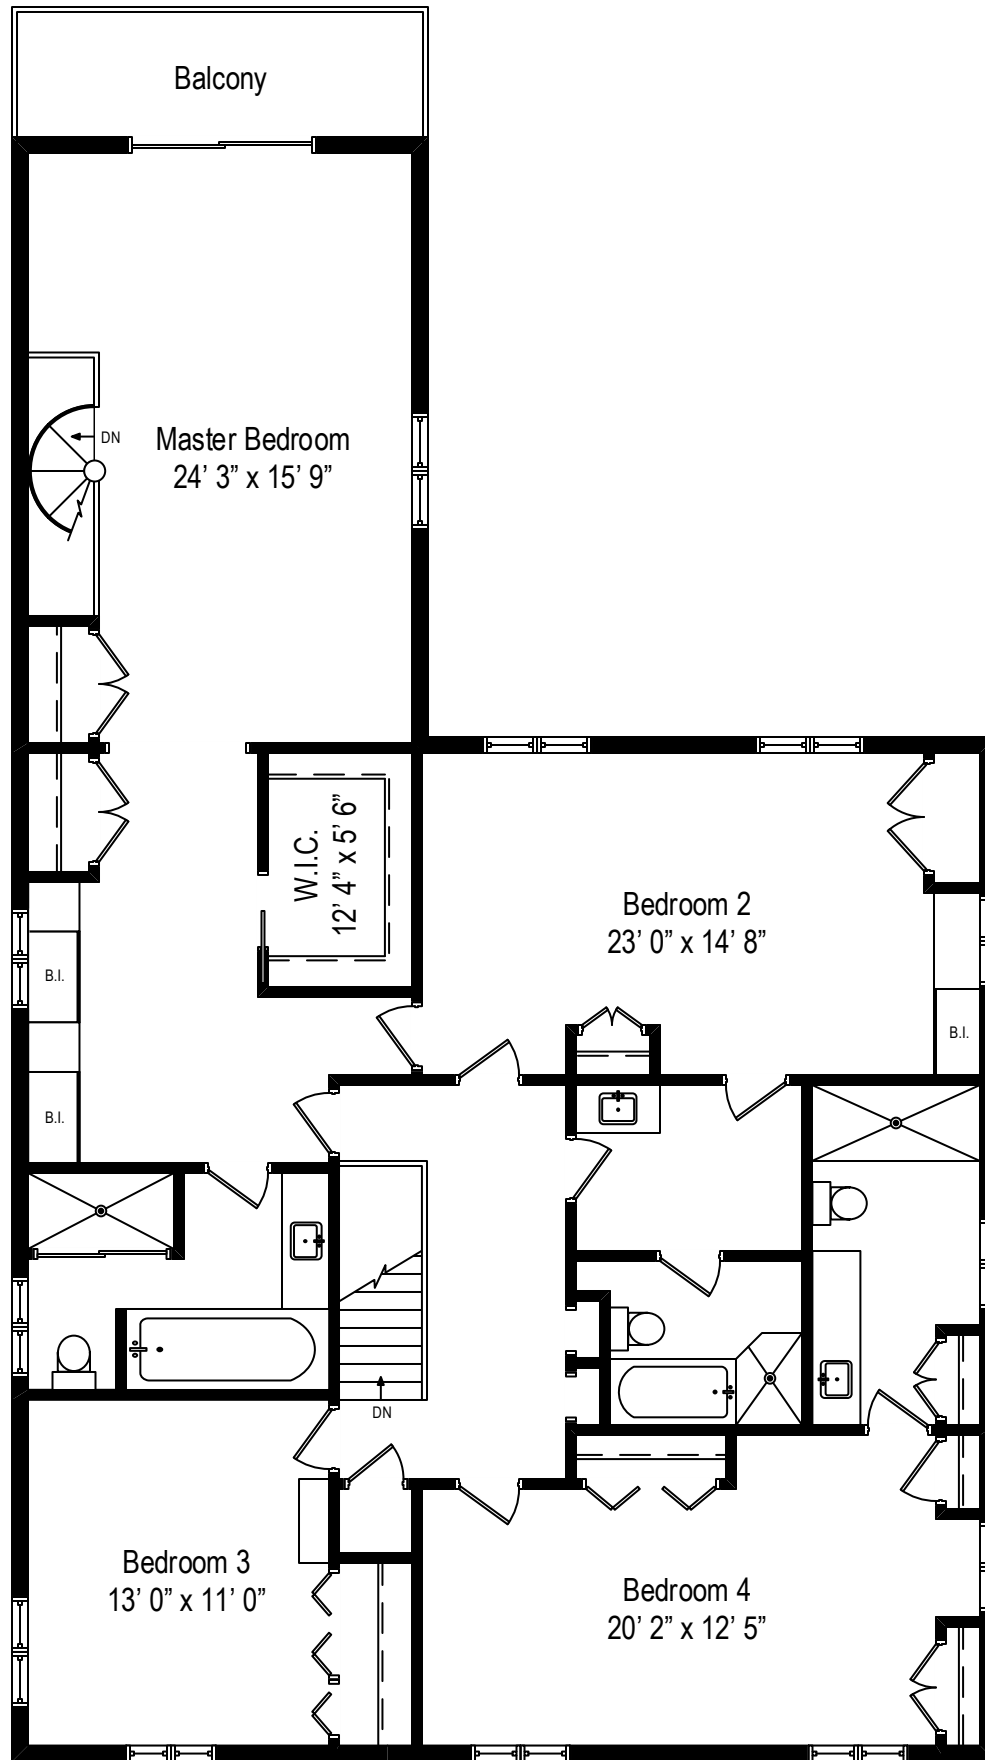 Balcony
DN
Master Bedroom
24’ 3” x 15’ 9”
W.I.C.
12’ 4” x 5’ 6”
Bedroom 2
23’ 0” x 14’ 8”
B.I.
B.I.
B.I.
DN
Bedroom 3
13’ 0” x 11’ 0”
Bedroom 4
20’ 2” x 12’ 5”